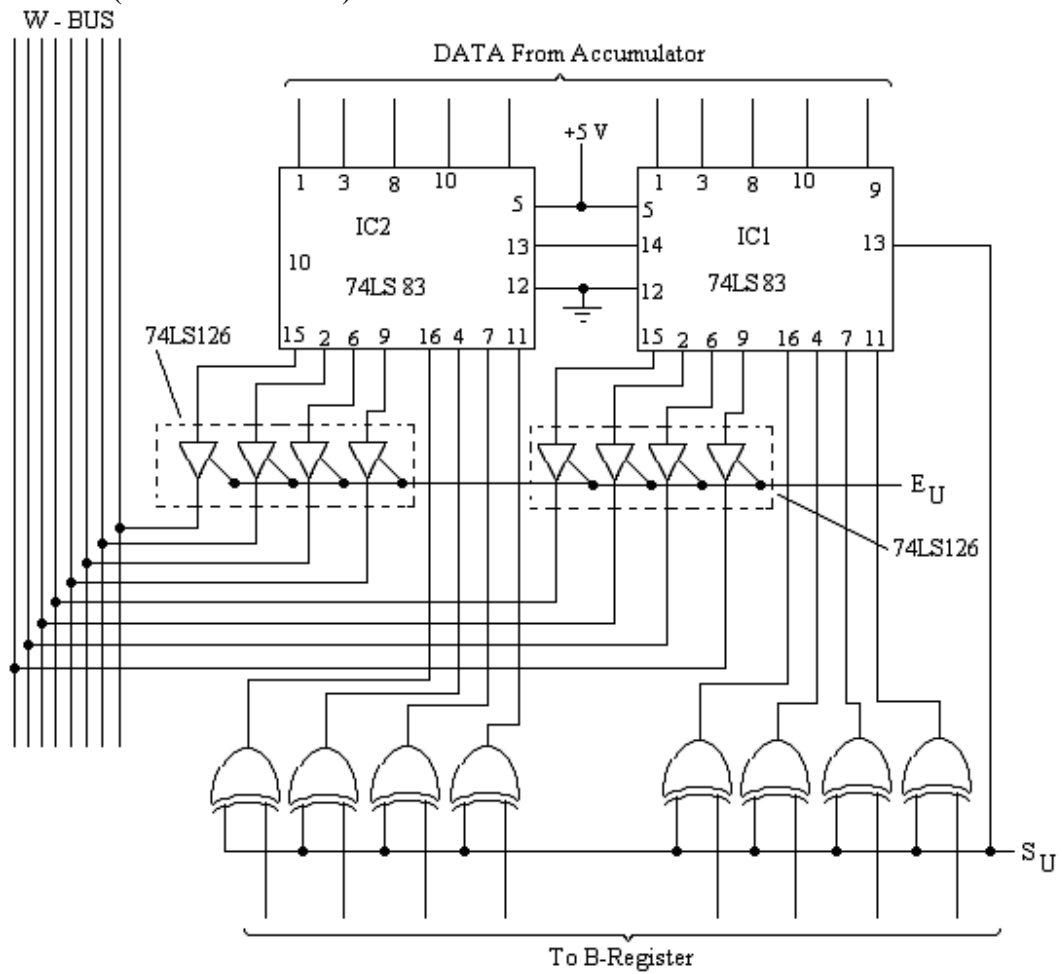 W - BUS
DATA From Accumulator
+5 V
1 3 8 10
1 3 8 10 9
5
5
IC2
IC1
13
14
13
10
74LS 83
12
12
74LS 83
15 2 6 9 16 4 7 11
15 2 6 9 16 4 7 11
74LS126
E U
74LS126
S U
To B-Register